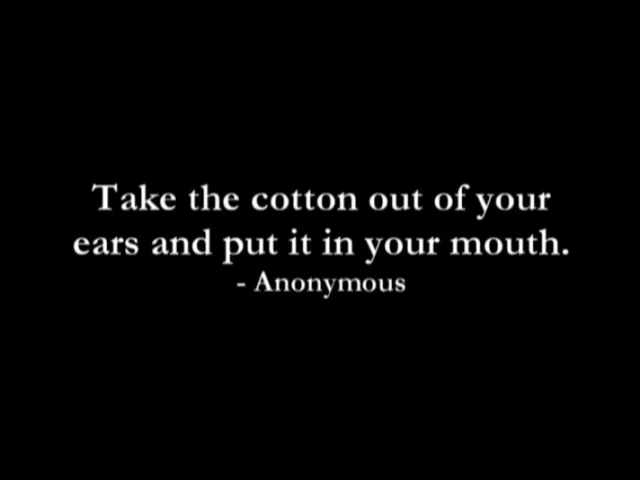 Take the cotton out of your
ears and put it in your mouth.
- Anonymous